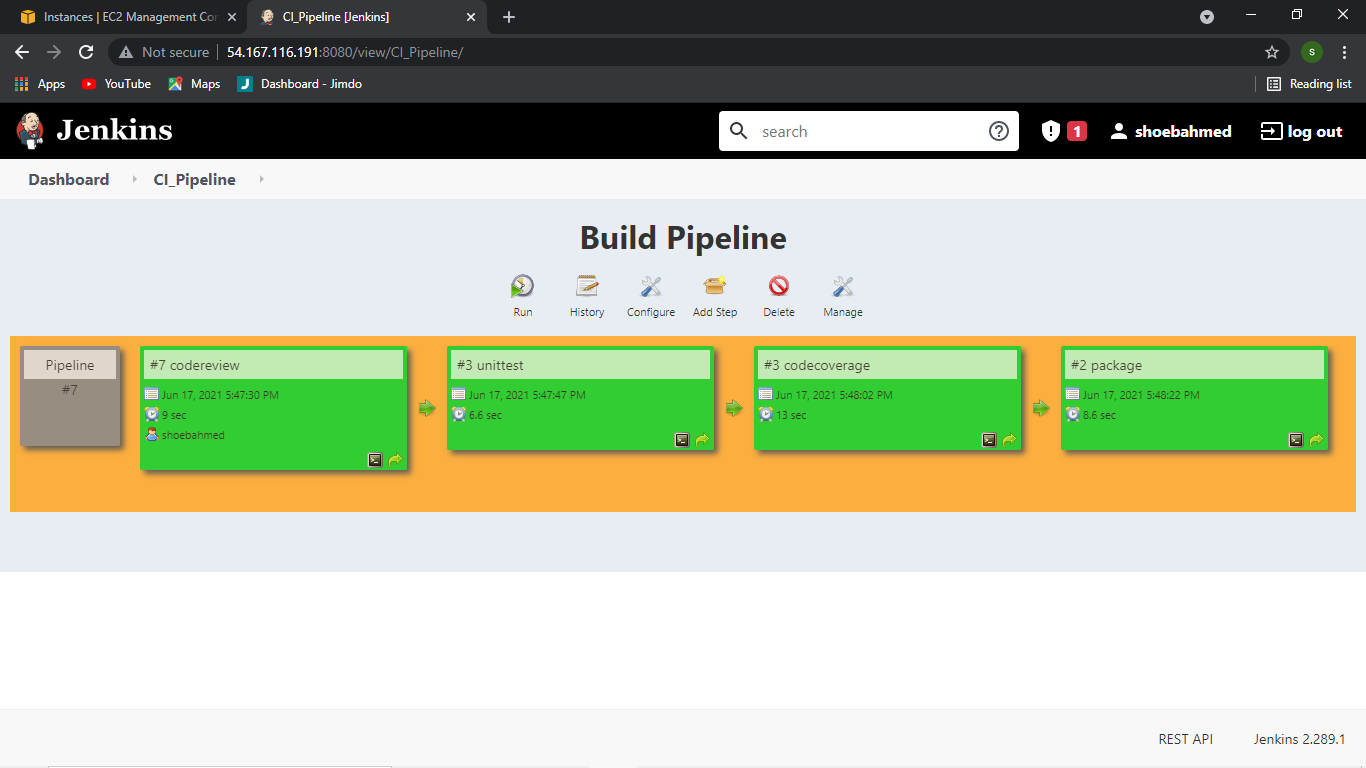 Instances | EC2 Management Con
CI_Pipeline [Jenkins]
Not secure
54.167.116.191:8080/view/CI_Pipeline/
S
Apps
YouTube
Maps
J
Dashboard - Jimdo
Reading list
Jenkins
search
1
shoebahmed
log out
Dashboard
CI_Pipeline
Build Pipeline
Run
History
Configure
Add Step
Delete
Manage
Pipeline
#7
#7 codereview
Jun 17, 2021 5:47:30 PM
9 sec
shoebahmed
#3 unittest
Jun 17, 2021 5:47:47 PM
6.6 sec
#3 codecoverage
Jun 17, 2021 5:48:02 PM
13 sec
#2 package
Jun 17, 2021 5:48:22 PM
8.6 sec
REST API
Jenkins 2.289.1